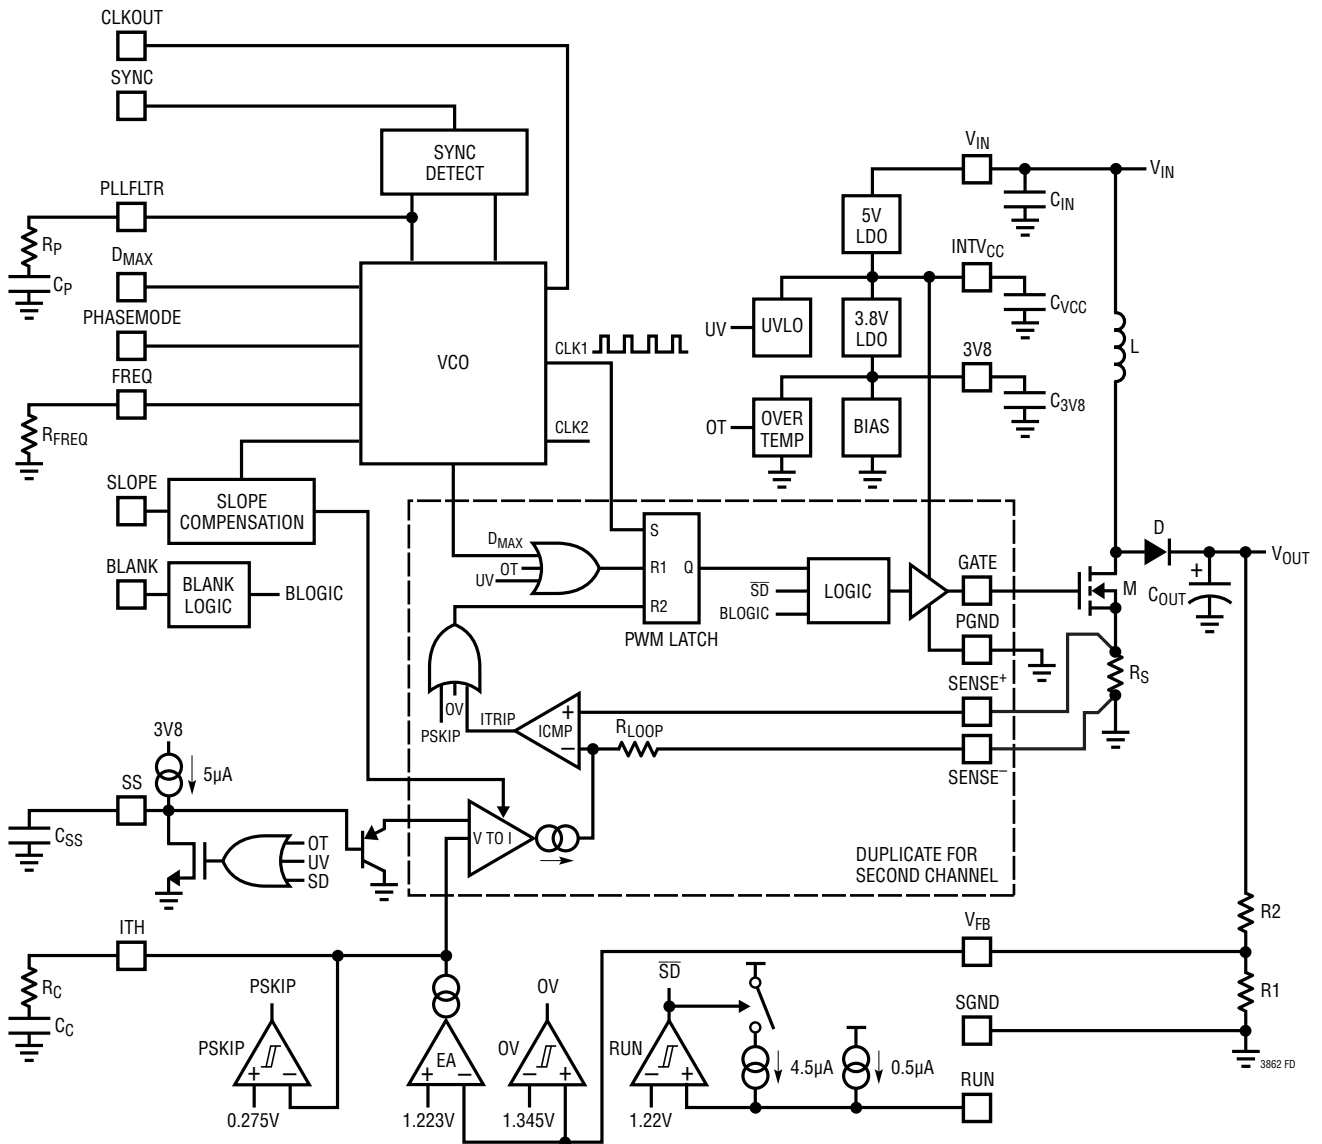 CLKOUT
SYNC
SYNC
DETECT
PLLFLTR
RP
CP
DMAX
PHASEMODE
FREQ
RFREQ
VCO
CLK1
CLK2
SLOPE
SLOPE
COMPENSATION
BLANK
BLANK
LOGIC
BLOGIC
VIN
VIN
CIN
5V
LDO
INTVCC
CVCC
UV
UVLO
3.8V
LDO
3V8
C3V8
OT
OVER
TEMP
BIAS
L
DMAX
OT
UV
S
R1
Q
R2
PWM LATCH
SD
BLOGIC
LOGIC
GATE
PGND
M
D
VOUT
+
COUT
RS
SENSE+
SENSE–
OV
PSKIP
ITRIP
ICMP
+
–
RLOOP
3V8
5µA
SS
CSS
OT
UV
SD
V TO I
DUPLICATE FOR
SECOND CHANNEL
ITH
RC
CC
PSKIP
PSKIP
+
–
0.275V
EA
+
–
1.223V
OV
OV
–
+
1.345V
SD
RUN
–
+
1.22V
4.5µA
0.5µA
VFB
SGND
RUN
R2
R1
3862 FD